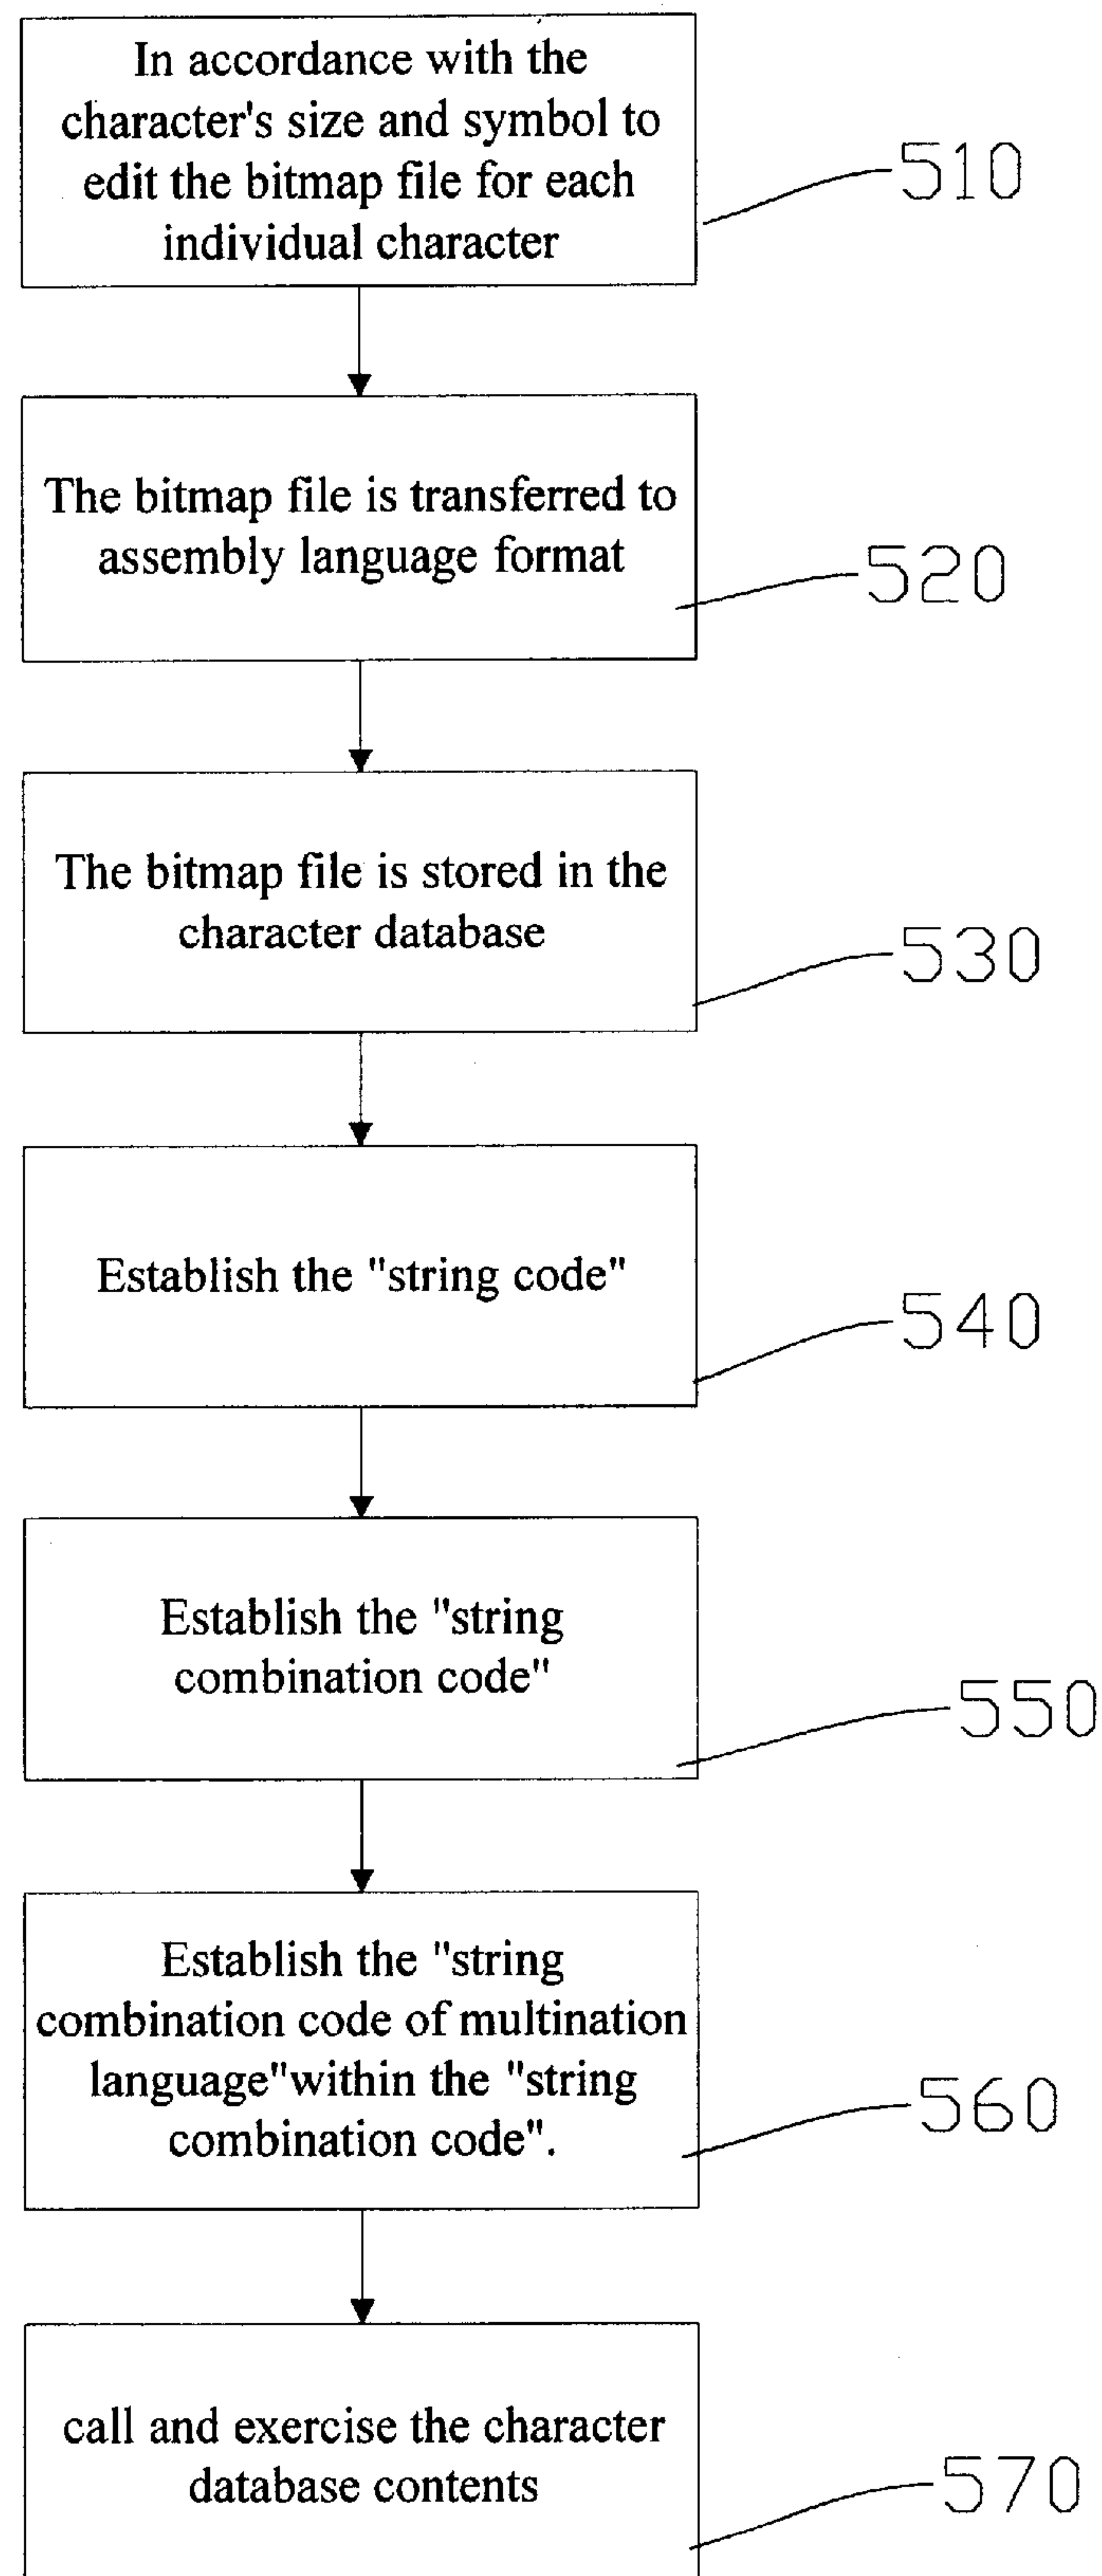 In accordance with the
character's size and symbol to
edit the bitmap file for each
individual character
510
The bitmap file is transferred to
assembly language format
520
The bitmap file is stored in the
character database
530
Establish the "string code"
540
Establish the "string
combination code"
550
Establish the "string
combination code of multination
language"within the "string
combination code".
560
call and exercise the character
database contents
570